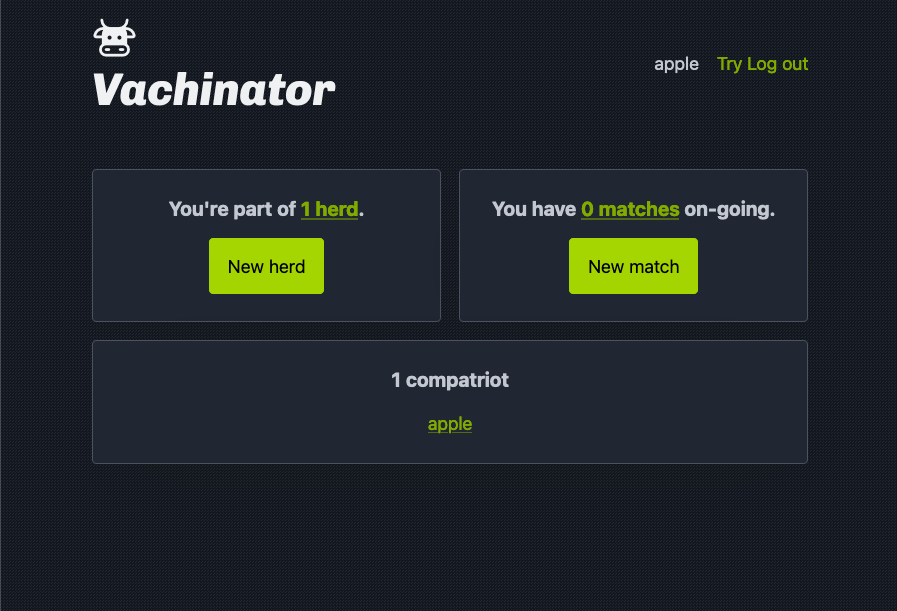 Vachinator
apple Try Log out
You're part of 1 herd.
New herd
You have 0 matches on-going.
New match
1 compatriot
apple